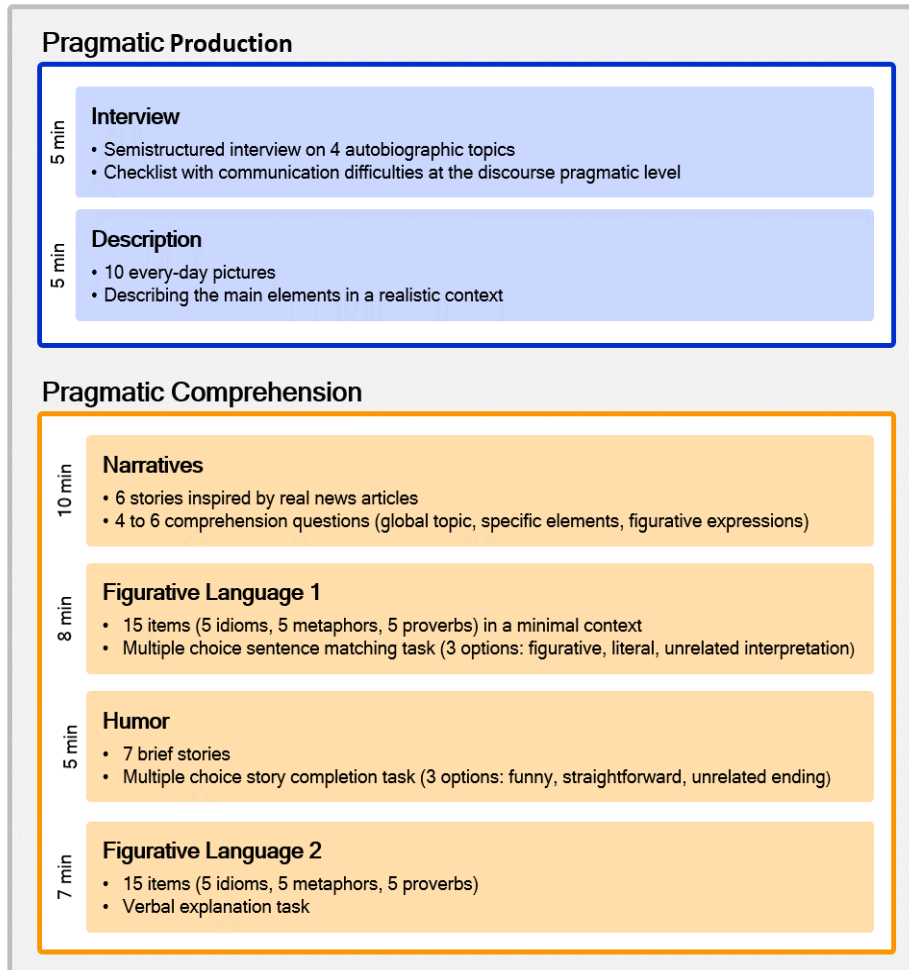 Pragmatic Production
5 min
Interview
• Semistructured interview on 4 autobiographic topics
• Checklist with communication difficulties at the discourse pragmatic level
5 min
Description
• 10 every-day pictures
• Describing the main elements in a realistic context
Pragmatic Comprehension
10 min
Narratives
• 6 stories inspired by real news articles
• 4 to 6 comprehension questions (global topic, specific elements, figurative expressions)
8 min
Figurative Language 1
• 15 items (5 idioms, 5 metaphors, 5 proverbs) in a minimal context
• Multiple choice sentence matching task (3 options: figurative, literal, unrelated interpretation)
5 min
Humor
• 7 brief stories
• Multiple choice story completion task (3 options: funny, straightforward, unrelated ending)
7 min
Figurative Language 2
• 15 items (5 idioms, 5 metaphors, 5 proverbs)
• Verbal explanation task